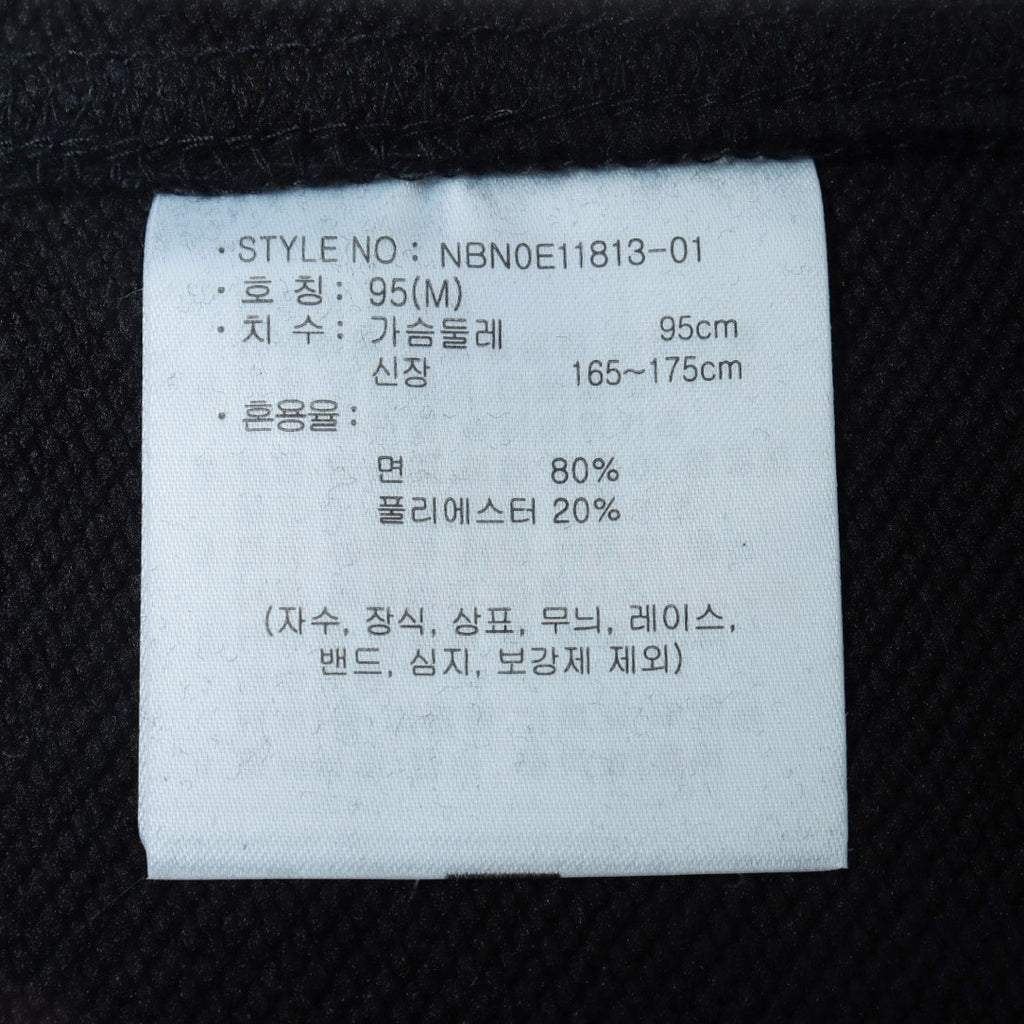 · STYLE NO : NBN0E11813-01
· 호 칭 : 95(M)
· 치 수 : 가슴둘레 95cm
신장 165~175cm
· 혼용율 :
면 80%
폴리에스터 20%
(자수, 장식, 상표, 무늬, 레이스,
밴드, 심지, 보강제 제외)